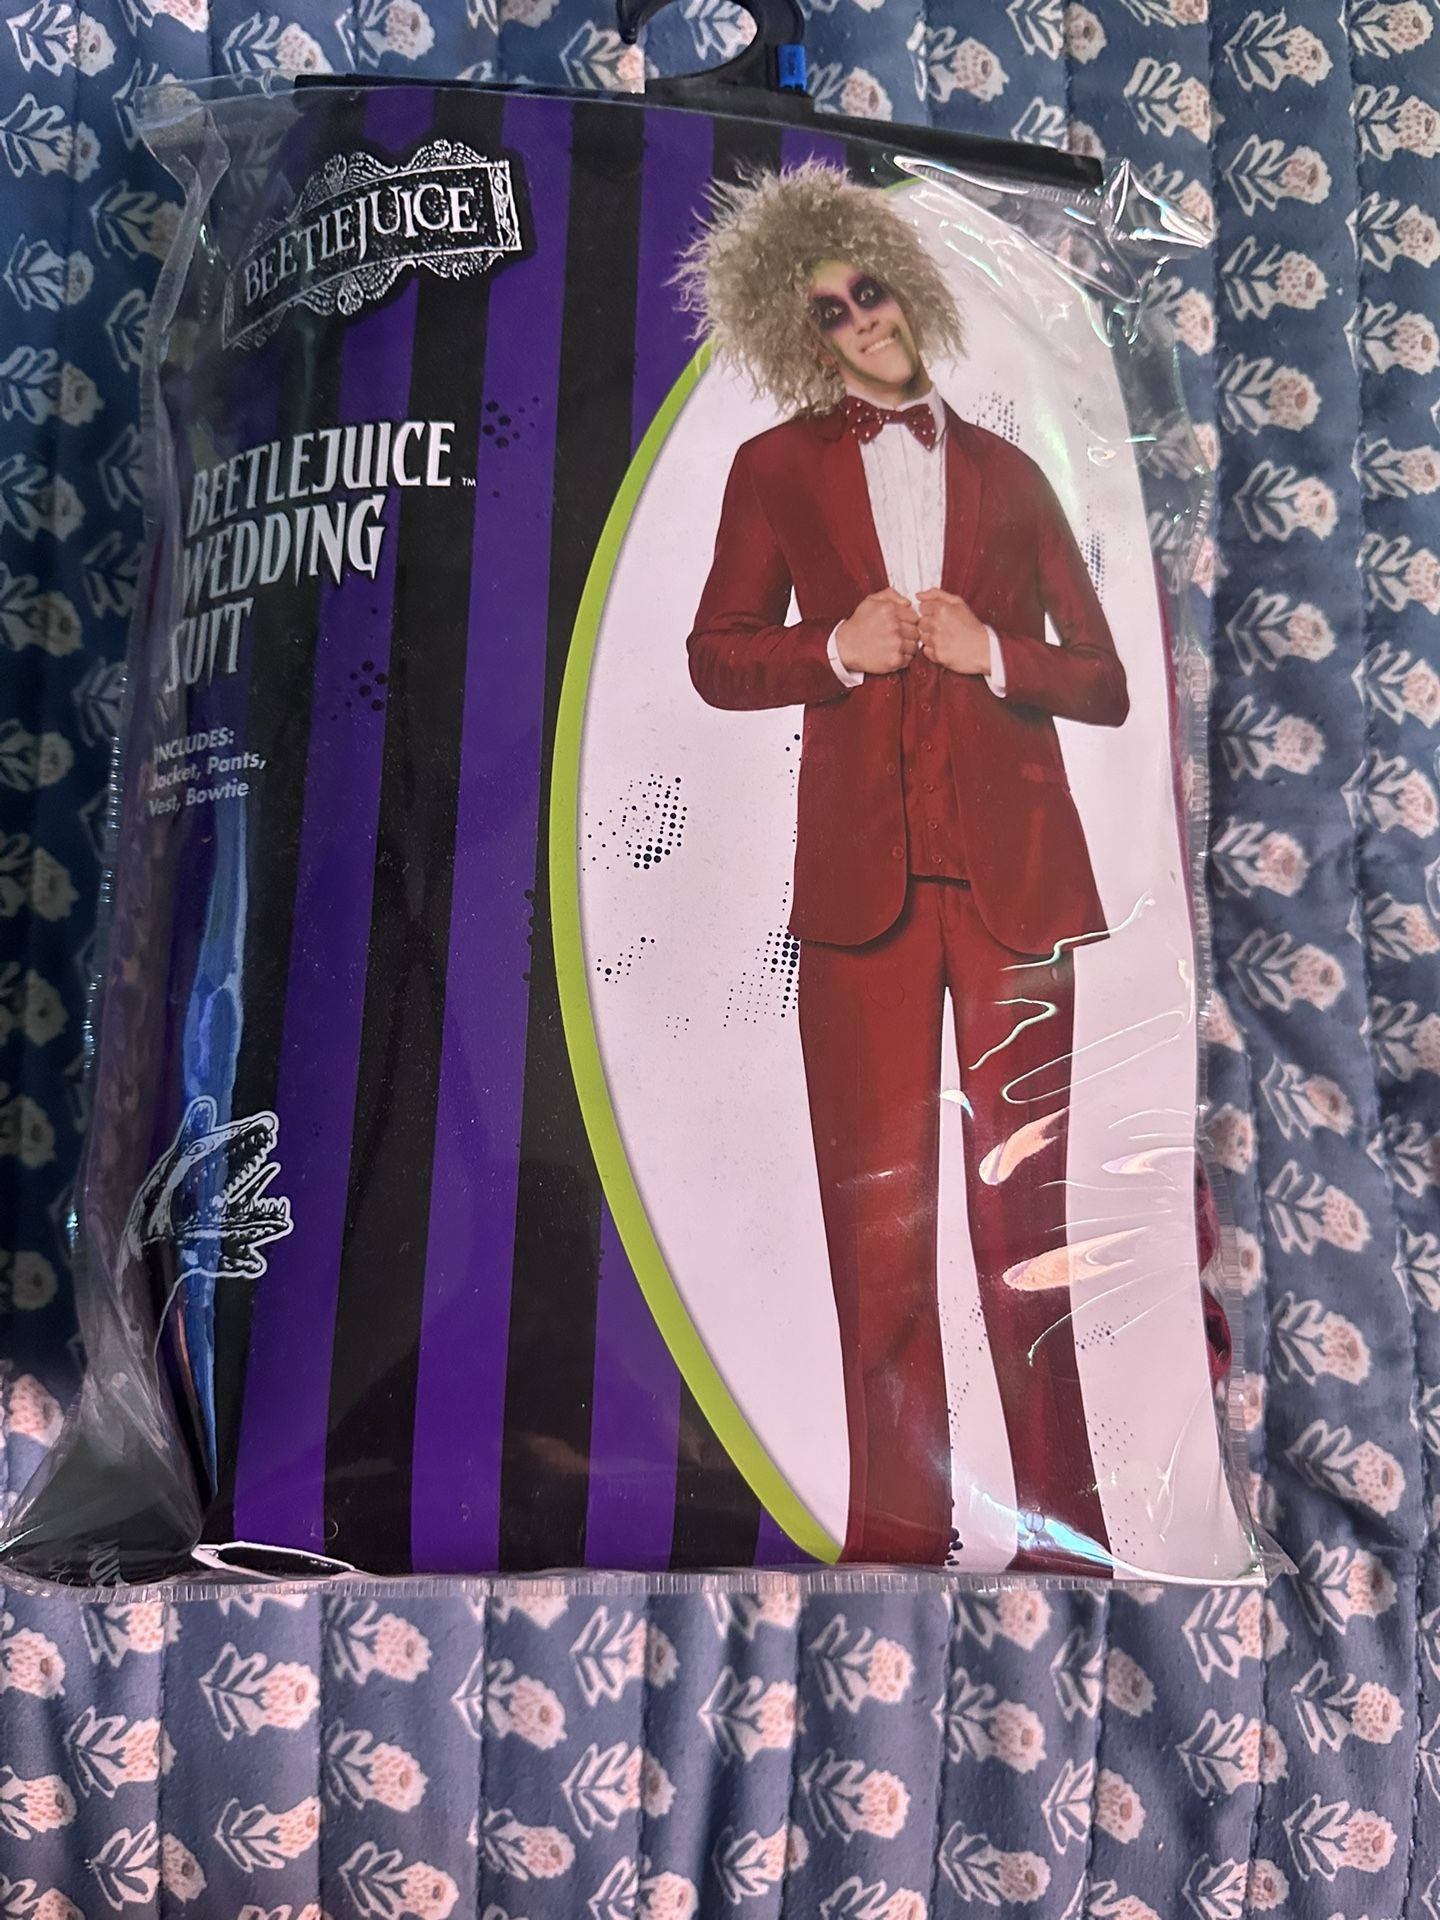 BEETLEJUICE
BEETLEJUICE™
WEDDING
SUIT
INCLUDES:
Jacket, Pants,
Vest, Bowtie